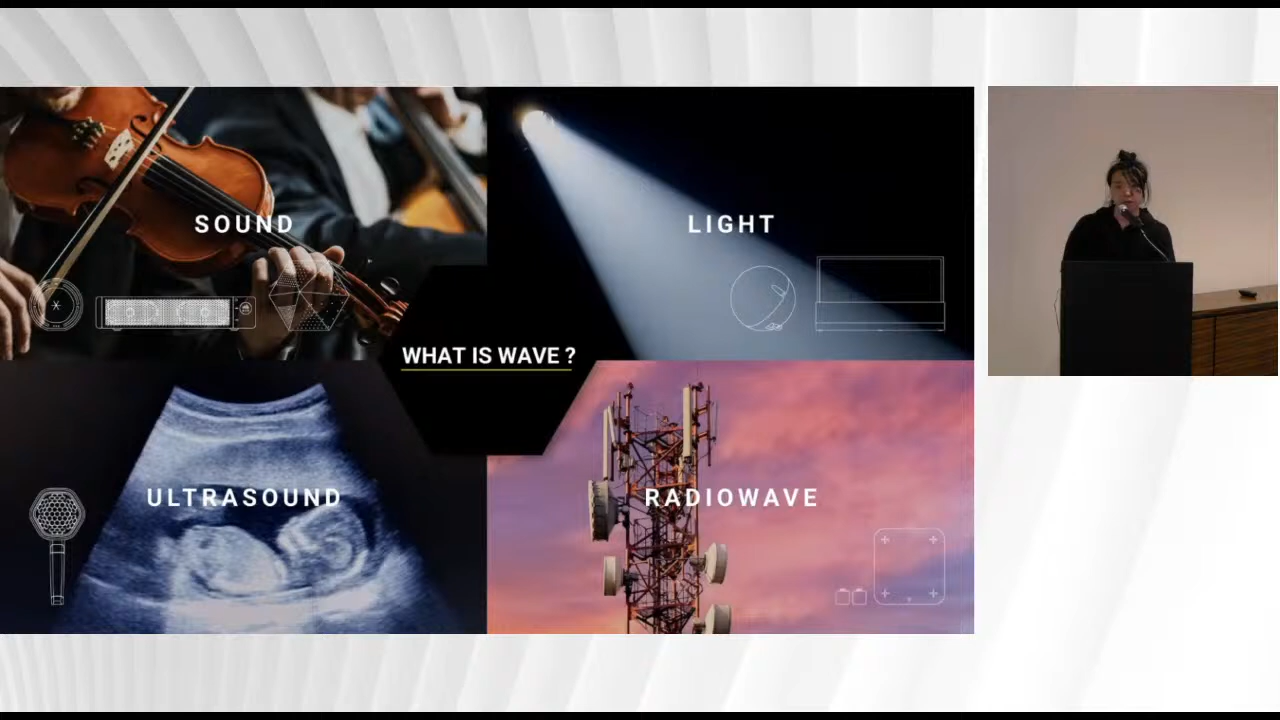 SOUND
LIGHT
WHAT IS WAVE ?
ULTRASOUND
RADIOWAVE